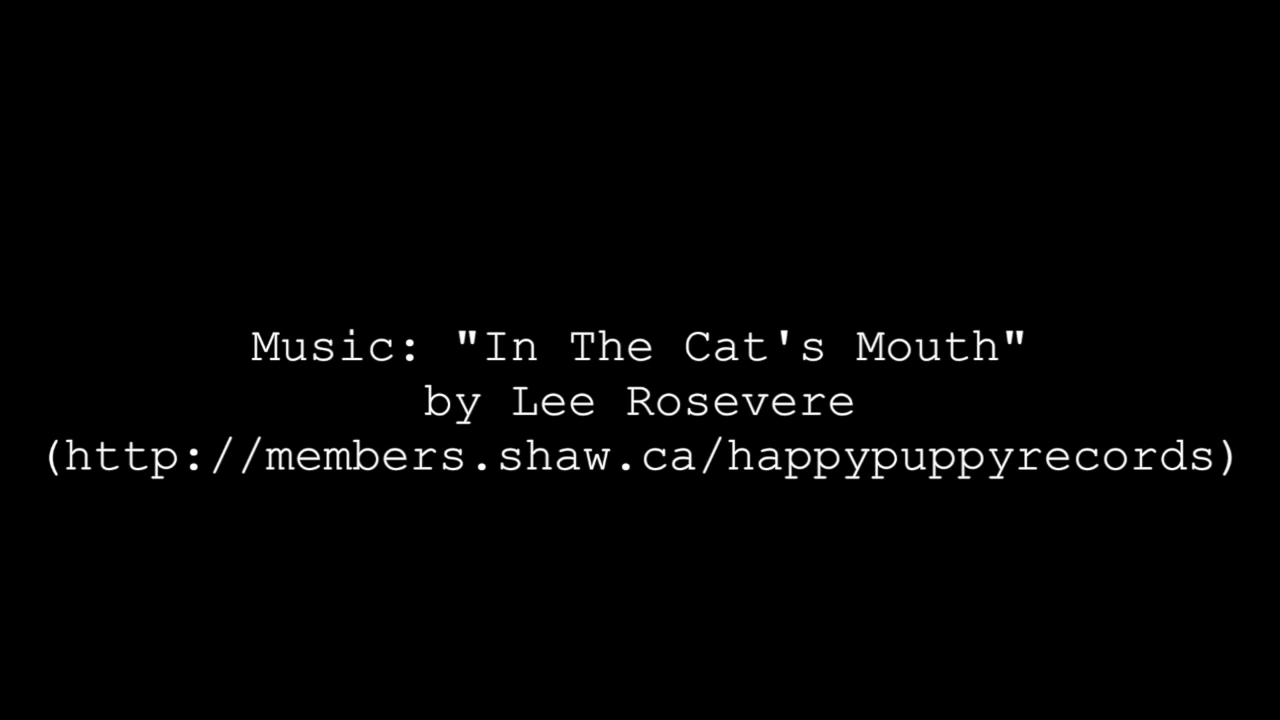 Music: "In The Cat's Mouth"
by Lee Rosevere
(http://members.shaw.ca/happypuppyrecords)